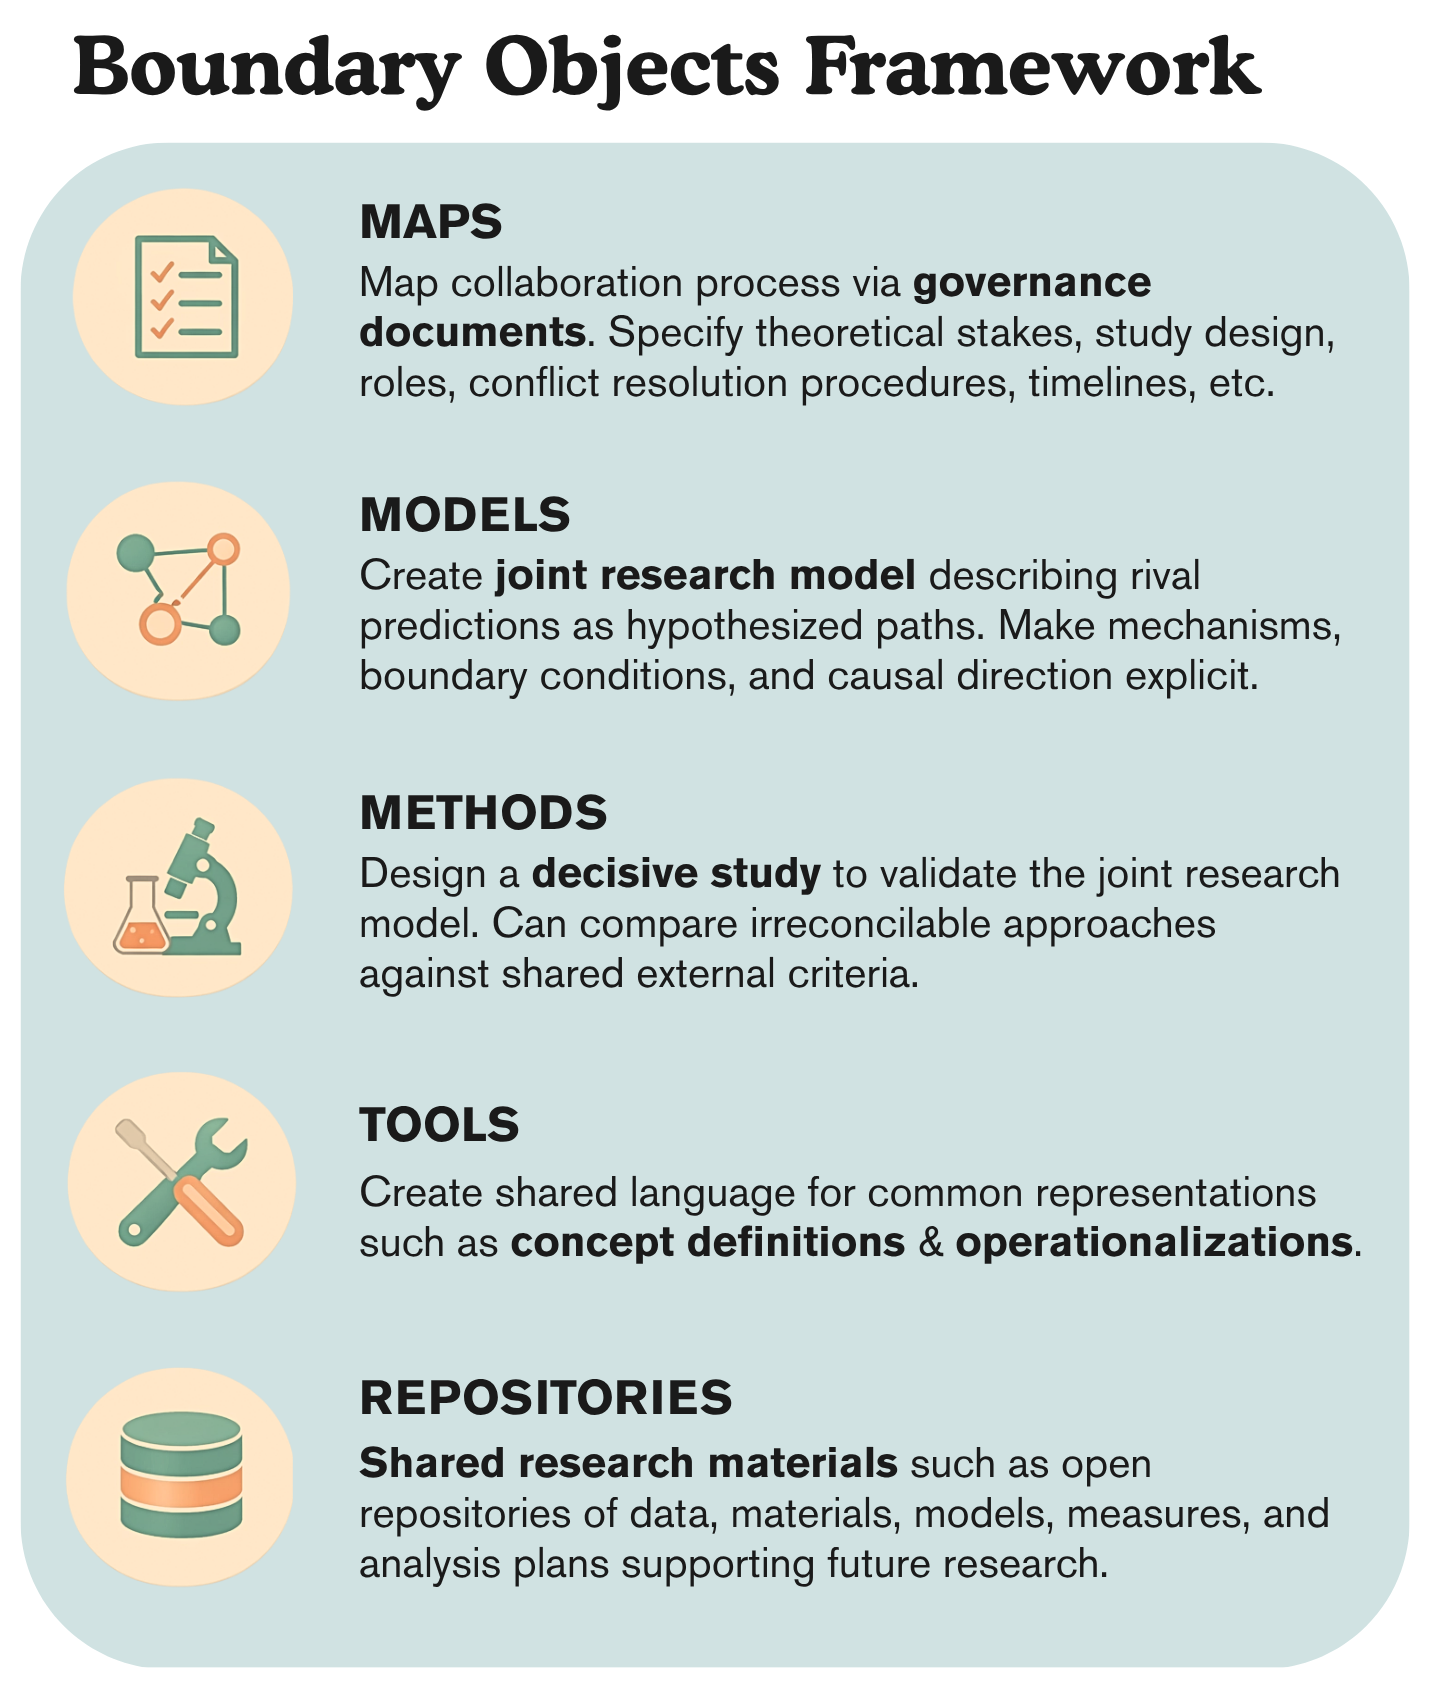 Boundary Objects Framework
MAPS
Map collaboration process via governance
documents. Specify theoretical stakes, study design,
roles, conflict resolution procedures, timelines, etc.
MODELS
Create joint research model describing rival
predictions as hypothesized paths. Make mechanisms,
boundary conditions, and causal direction explicit.
METHODS
Design a decisive study to validate the joint research
model. Can compare irreconcilable approaches
against shared external criteria.
TOOLS
Create shared language for common representations
such as concept definitions & operationalizations.
REPOSITORIES
Shared research materials such as open
repositories of data, materials, models, measures, and
analysis plans supporting future research.